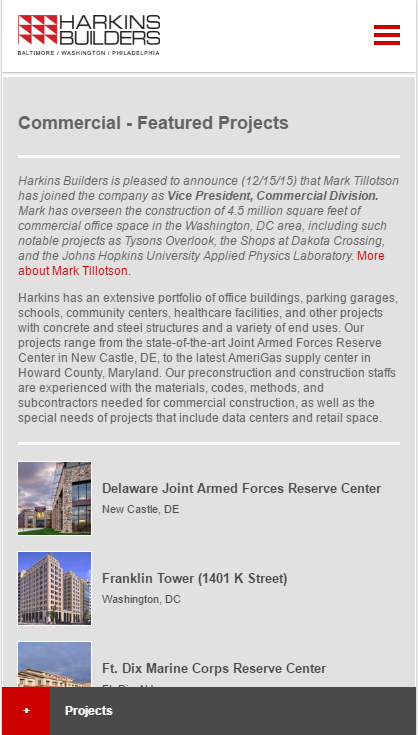 HARKINS
BUILDERS
BALTIMORE / WASHINGTON / PHILADELPHIA
Commercial - Featured Projects
Harkins Builders is pleased to announce (12/15/15) that Mark Tillotson
has joined the company as Vice President, Commercial Division.
Mark has overseen the construction of 4.5 million square feet of
commercial office space in the Washington, DC area, including such
notable projects as Tysons Overlook, the Shops at Dakota Crossing,
and the Johns Hopkins University Applied Physics Laboratory. More
about Mark Tillotson.
Harkins has an extensive portfolio of office buildings, parking garages,
schools, community centers, healthcare facilities, and other projects
with concrete and steel structures and a variety of end uses. Our
projects range from the state-of-the-art Joint Armed Forces Reserve
Center in New Castle, DE, to the latest AmeriGas supply center in
Howard County, Maryland. Our preconstruction and construction staffs
are experienced with the materials, codes, methods, and
subcontractors needed for commercial construction, as well as the
special needs of projects that include data centers and retail space.
Delaware Joint Armed Forces Reserve Center
New Castle, DE
Franklin Tower (1401 K Street)
Washington, DC
Ft. Dix Marine Corps Reserve Center
+ Projects